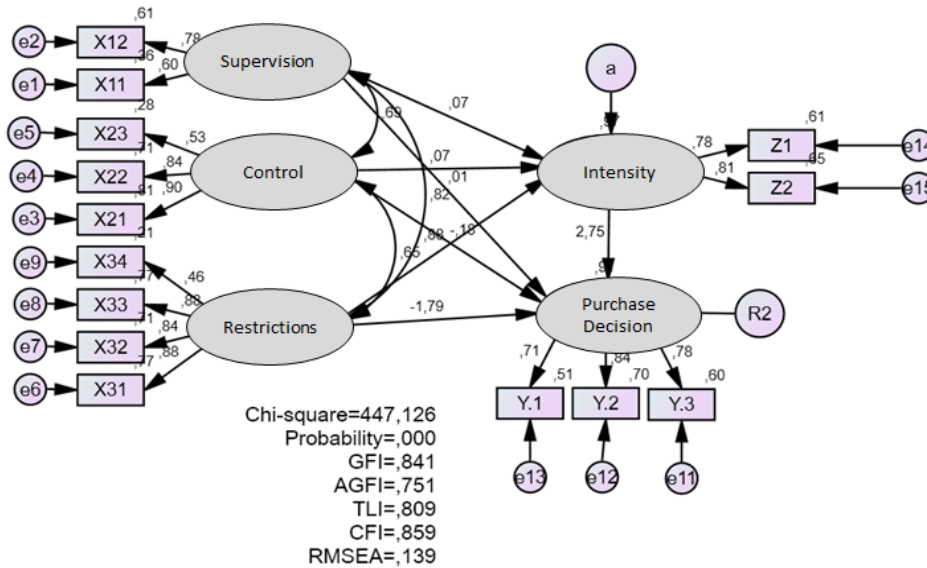 ,61
e2
X12
,78
Supervision
,36
e1
X11
,60
a
,28
e5
X23
,53
,69
,07
,97
,78
Z1
,61
e14
,71
e4
X22
,84
Control
,07
,01
Intensity
,81
Z2
,65
e15
,81
e3
X21
,90
,82
,21
e9
X34
,65
,88
-,18
2,75
,77
e8
X33
,46
,88
,9
Purchase
Decision
R2
,71
e7
X32
,84
Restrictions
-1,79
,77
e6
X31
,88
,71
,84
,78
,51
,70
,60
Y.1
Y.2
Y.3
e13
e12
e11
Chi-square=447,126
Probability=,000
GFI=,841
AGFI=,751
TLI=,809
CFI=,859
RMSEA=,139